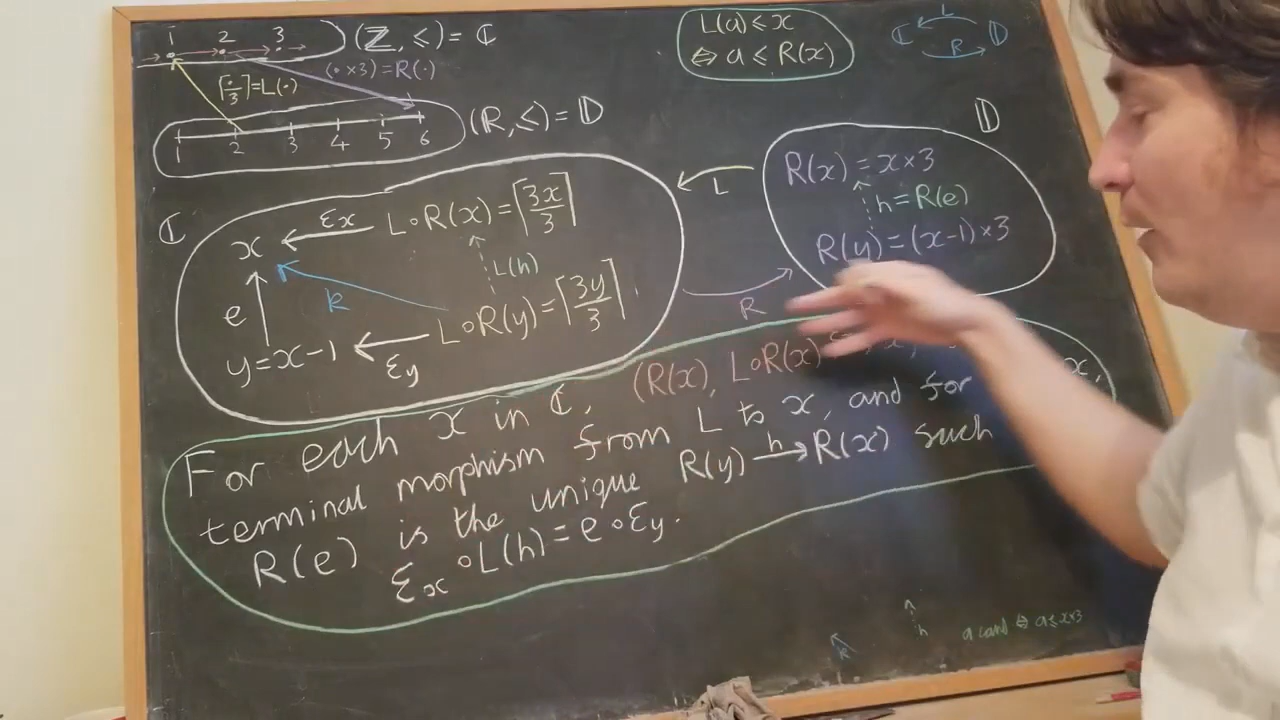 1 2 3
(ℤ, ≤) = ℂ
⌈·/3⌉ = L(·)
(· × 3) = R(·)
1 2 3 4 5 6
(R, ≤) = 𝔻
L(a) ≤ x
⇔ a ≤ R(x)
ℂ L 𝔻
R
ℂ
x ← εx L∘R(x) = ⌈3x/3⌉
L(h)
e k
L∘R(y) = ⌈3y/3⌉
y = x-1 ← εy
L
R
𝔻
R(x) = x×3
h = R(e)
R(y) = (x-1)×3
For each x in ℂ, (R(x), L∘R(x)
terminal morphism from L to x, and for x,
R(e) is the unique R(y) h→ R(x) such
εx∘L(h) = e∘εy.
k
h
⇔ a ≤ x×3